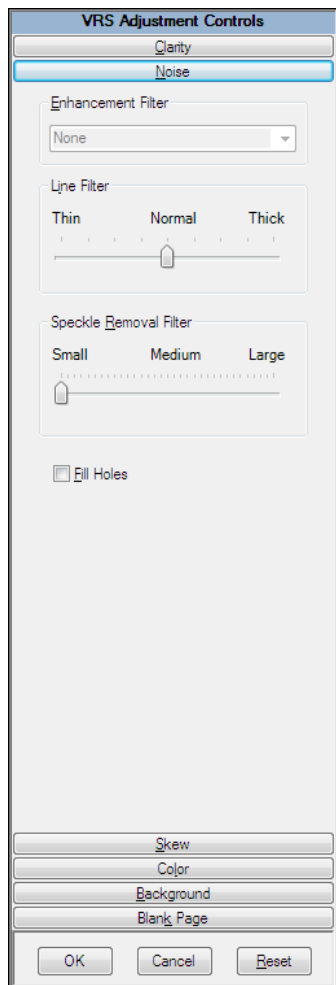 VRS Adjustment Controls
Clarity
Noise
Enhancement Filter
None
Line Filter
Thin Normal Thick
Speckle Removal Filter
Small Medium Large
Fill Holes
Skew
Color
Background
Blank Page
OK Cancel Reset